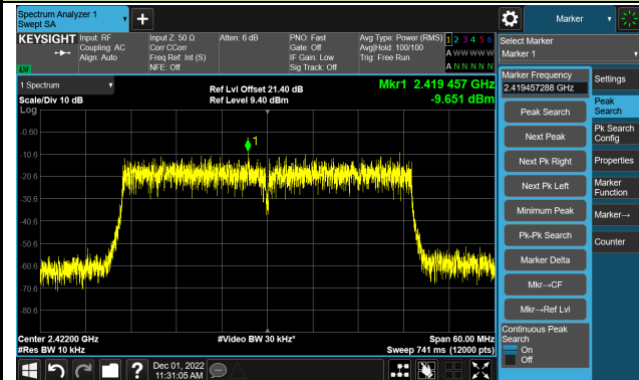 Spectrum Analyzer 1
Swept SA
Marker
KEYSIGHT
Input: RF
Coupling: AC
Align: Auto
Input Z: 50 Ω
Corr CCorr
Freq Ref: Int (S)
NFE: Off
Atten: 6 dB
PNO: Fast
Gate: Off
IF Gain: Low
Sig Track: Off
Avg Type: Power (RMS)
Avg|Hold: 100/100
Trig: Free Run
1 2 3 4 5 6
A W W W W W
A N N N N N
Select Marker
Marker 1
1 Spectrum
Scale/Div 10 dB
Log
Ref Lvl Offset 21.40 dB
Ref Level 9.40 dBm
Mkr1 2.419 457 GHz
-9.651 dBm
1
-0.60
-10.6
-20.6
-30.6
-40.6
-50.6
-60.6
-70.6
-80.6
Center 2.42200 GHz
#Res BW 10 kHz
#Video BW 30 kHz*
Span 60.00 MHz
Sweep 741 ms (12000 pts)
Marker Frequency
2.419457288 GHz
Peak Search
Next Peak
Next Pk Right
Next Pk Left
Minimum Peak
Pk-Pk Search
Marker Delta
Mkr→CF
Mkr→Ref Lvl
Continuous Peak
Search
On
Off
Settings
Peak
Search
Pk Search
Config
Properties
Marker
Function
Marker→
Counter
Dec 01, 2022
11:31:05 AM